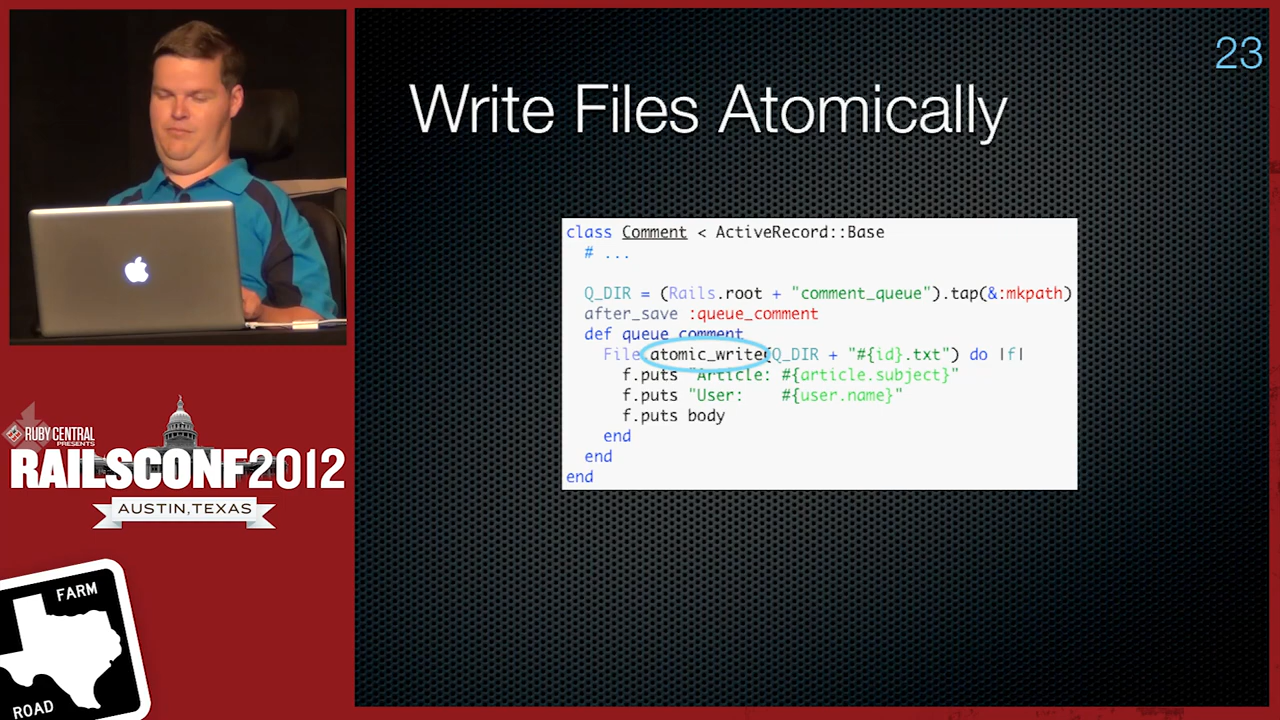 23
Write Files Atomically
class Comment < ActiveRecord::Base
# ...
Q_DIR = (Rails.root + "comment_queue").tap(&:mkpath)
after_save :queue_comment
def queue_comment
File atomic_write(Q_DIR + "#{id}.txt") do |f|
f.puts "Article: #{article.subject}"
f.puts "User:    #{user.name}"
f.puts body
end
end
end
RUBY CENTRAL
PRESENTS
RAILSCONF2012
AUSTIN,TEXAS
FARM
ROAD